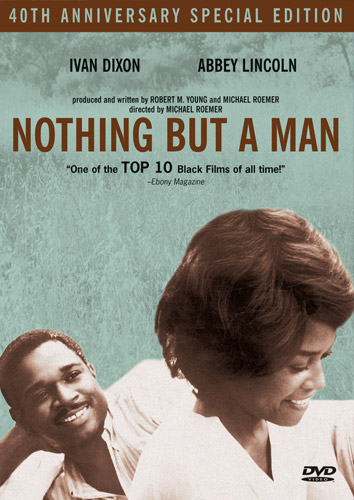 40TH ANNIVERSARY SPECIAL EDITION
IVAN DIXON ABBEY LINCOLN
produced and written by ROBERT M. YOUNG and MICHAEL ROEMER
directed by MICHAEL ROEMER
NOTHING BUT A MAN
“One of the TOP 10 Black Films of all time!”
–Ebony Magazine
DVD
VIDEO